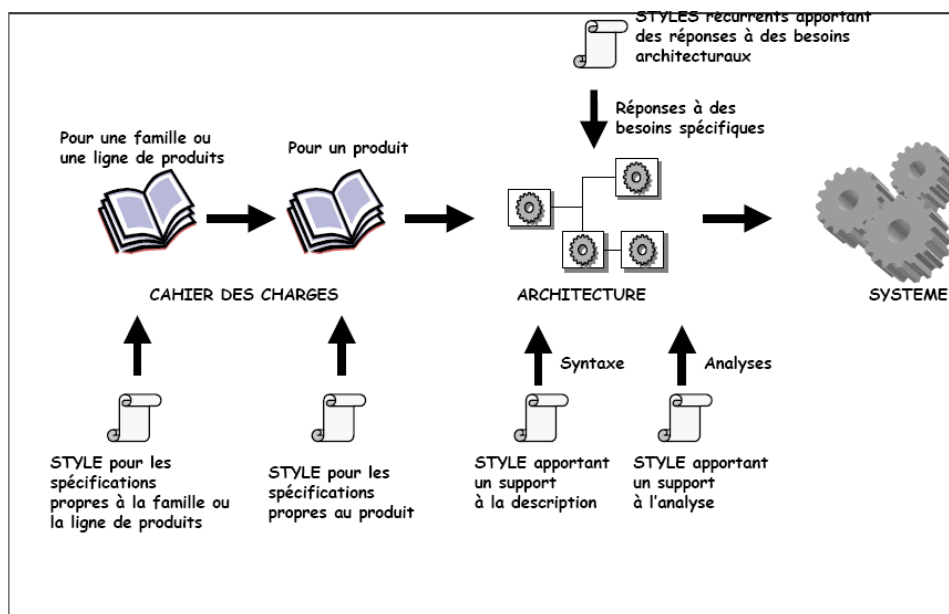 STYLES récurrents apportant
des réponses à des besoins
architecturaux
Réponses à des
besoins spécifiques
Pour une famille ou
une ligne de produits
Pour un produit
CAHIER DES CHARGES
ARCHITECTURE
SYSTEME
Syntaxe
Analyses
STYLE pour les
spécifications
propres à la famille ou
la ligne de produits
STYLE pour les
spécifications
propres au produit
STYLE apportant
un support
à la description
STYLE apportant
un support
à l'analyse